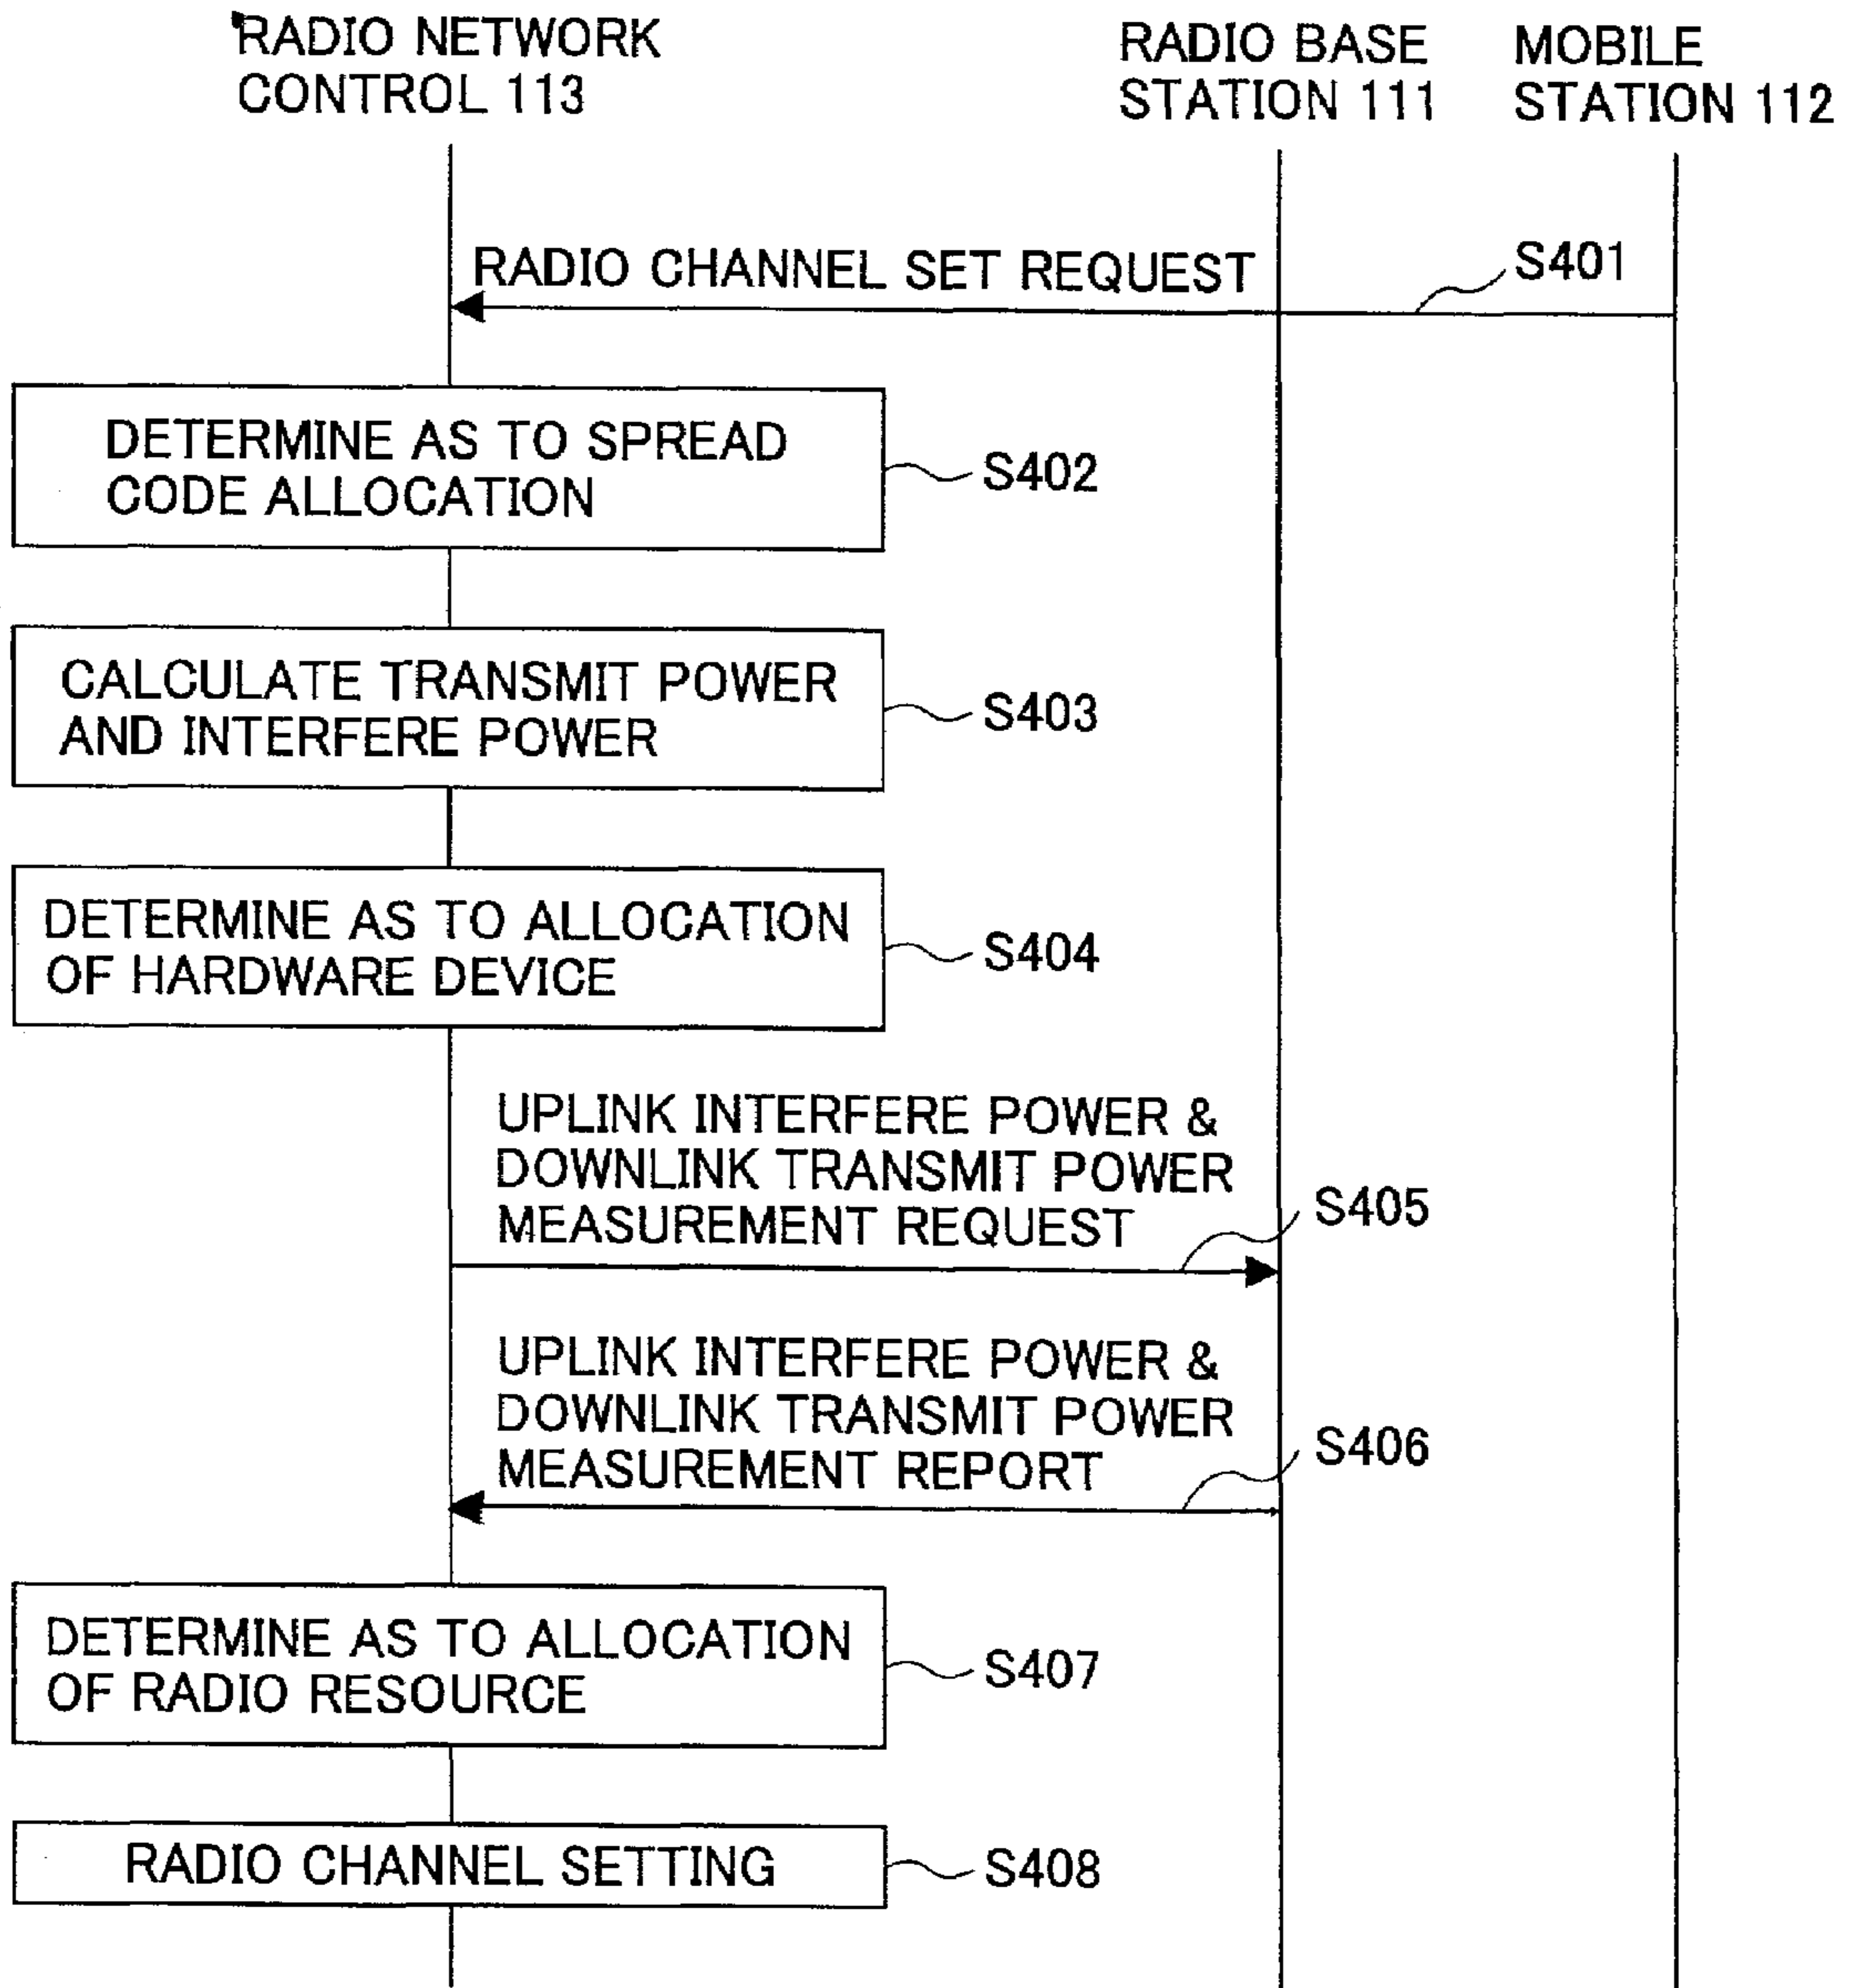 RADIO NETWORK
CONTROL 113
RADIO BASE
STATION 111
MOBILE
STATION 112
RADIO CHANNEL SET REQUEST
S401
DETERMINE AS TO SPREAD
CODE ALLOCATION
S402
CALCULATE TRANSMIT POWER
AND INTERFERE POWER
S403
DETERMINE AS TO ALLOCATION
OF HARDWARE DEVICE
S404
UPLINK INTERFERE POWER &
DOWNLINK TRANSMIT POWER
MEASUREMENT REQUEST
S405
UPLINK INTERFERE POWER &
DOWNLINK TRANSMIT POWER
MEASUREMENT REPORT
S406
DETERMINE AS TO ALLOCATION
OF RADIO RESOURCE
S407
RADIO CHANNEL SETTING
S408